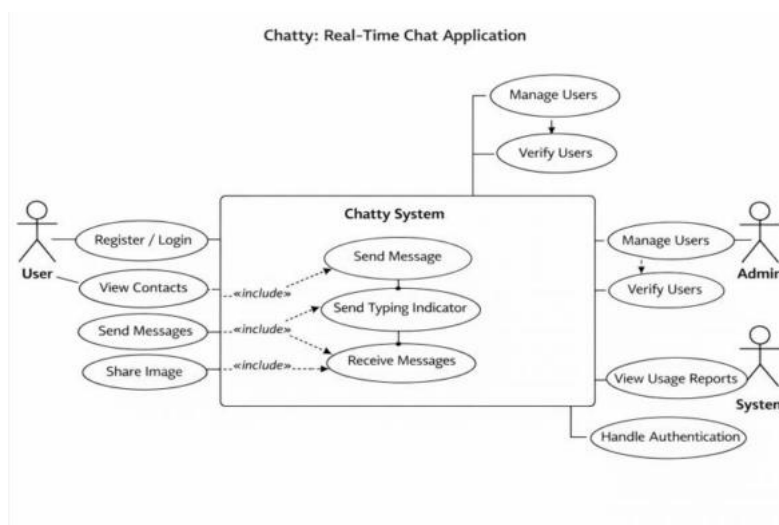 Chatty: Real-Time Chat Application
Manage Users
Verify Users
Chatty System
Register / Login
Send Message
Manage Users
User
Admin
View Contacts
«include»
Verify Users
Send Typing Indicator
Send Messages
«include»
Receive Messages
Share Image
«include»
View Usage Reports
System
Handle Authentication